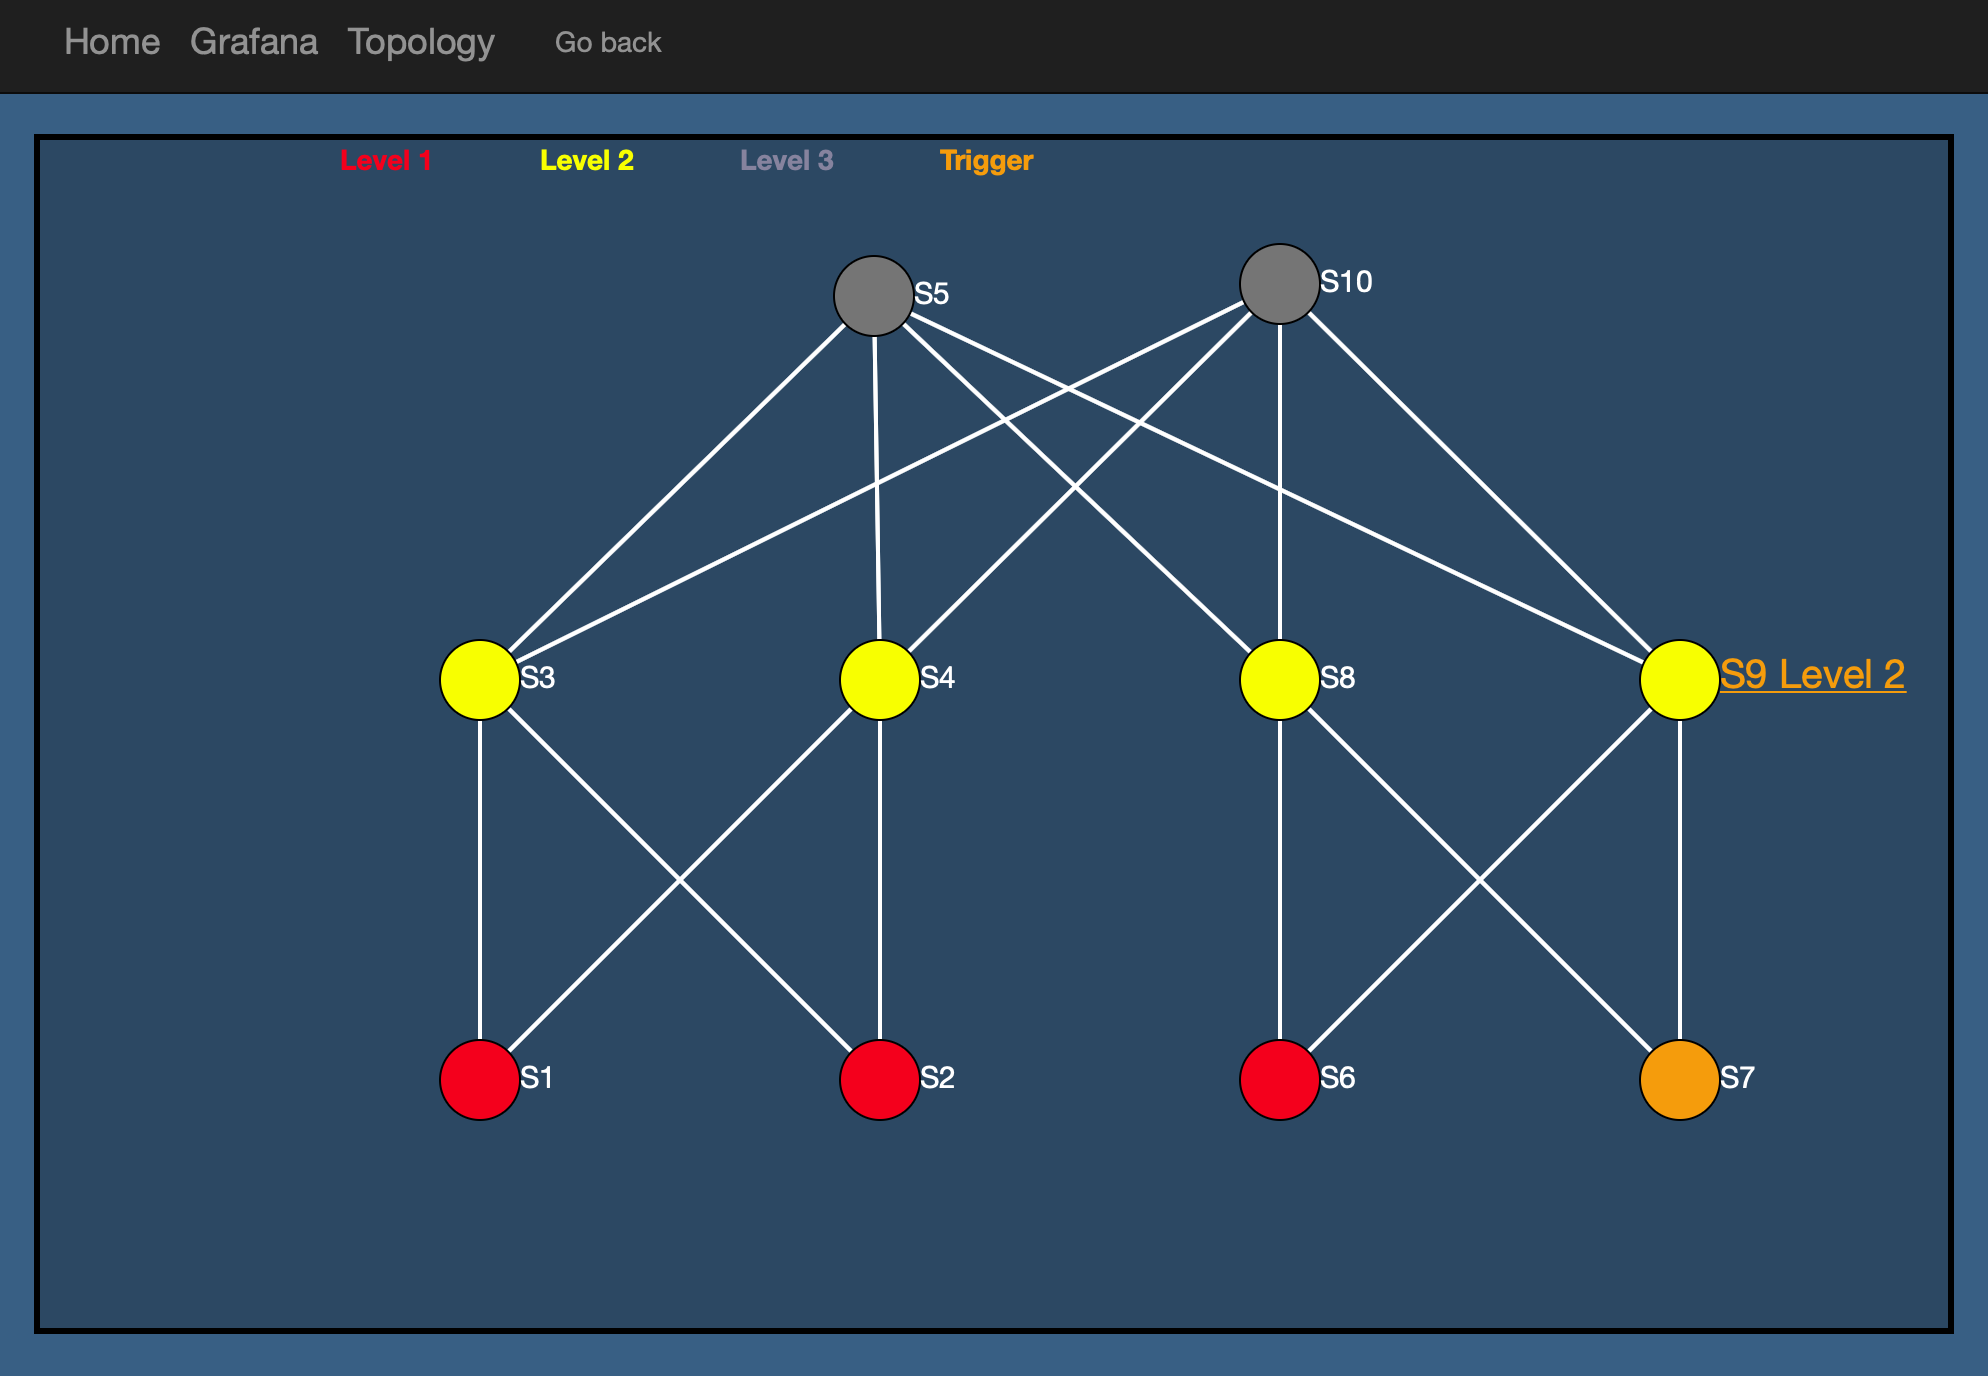 Home Grafana Topology Go back
Level 1 Level 2 Level 3 Trigger
S5 S10
S3 S4 S8 S9 Level 2
S1 S2 S6 S7